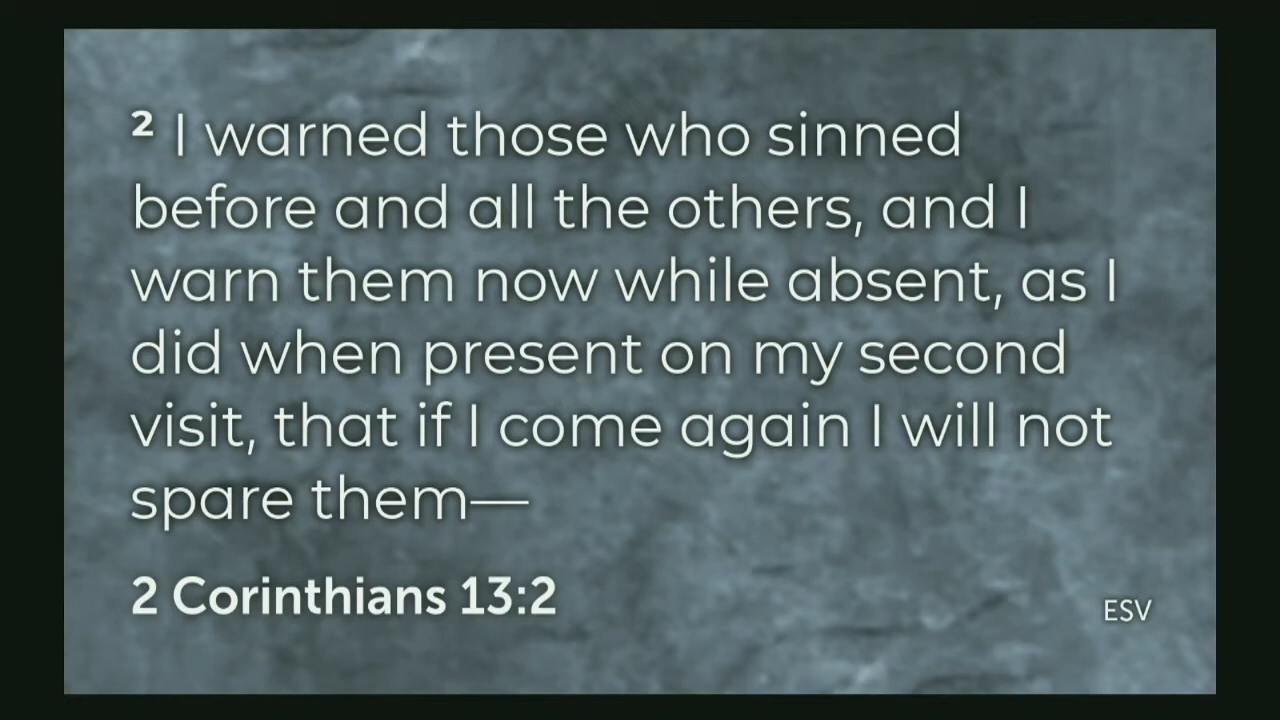 ² I warned those who sinned
before and all the others, and I
warn them now while absent, as I
did when present on my second
visit, that if I come again I will not
spare them—
2 Corinthians 13:2
ESV